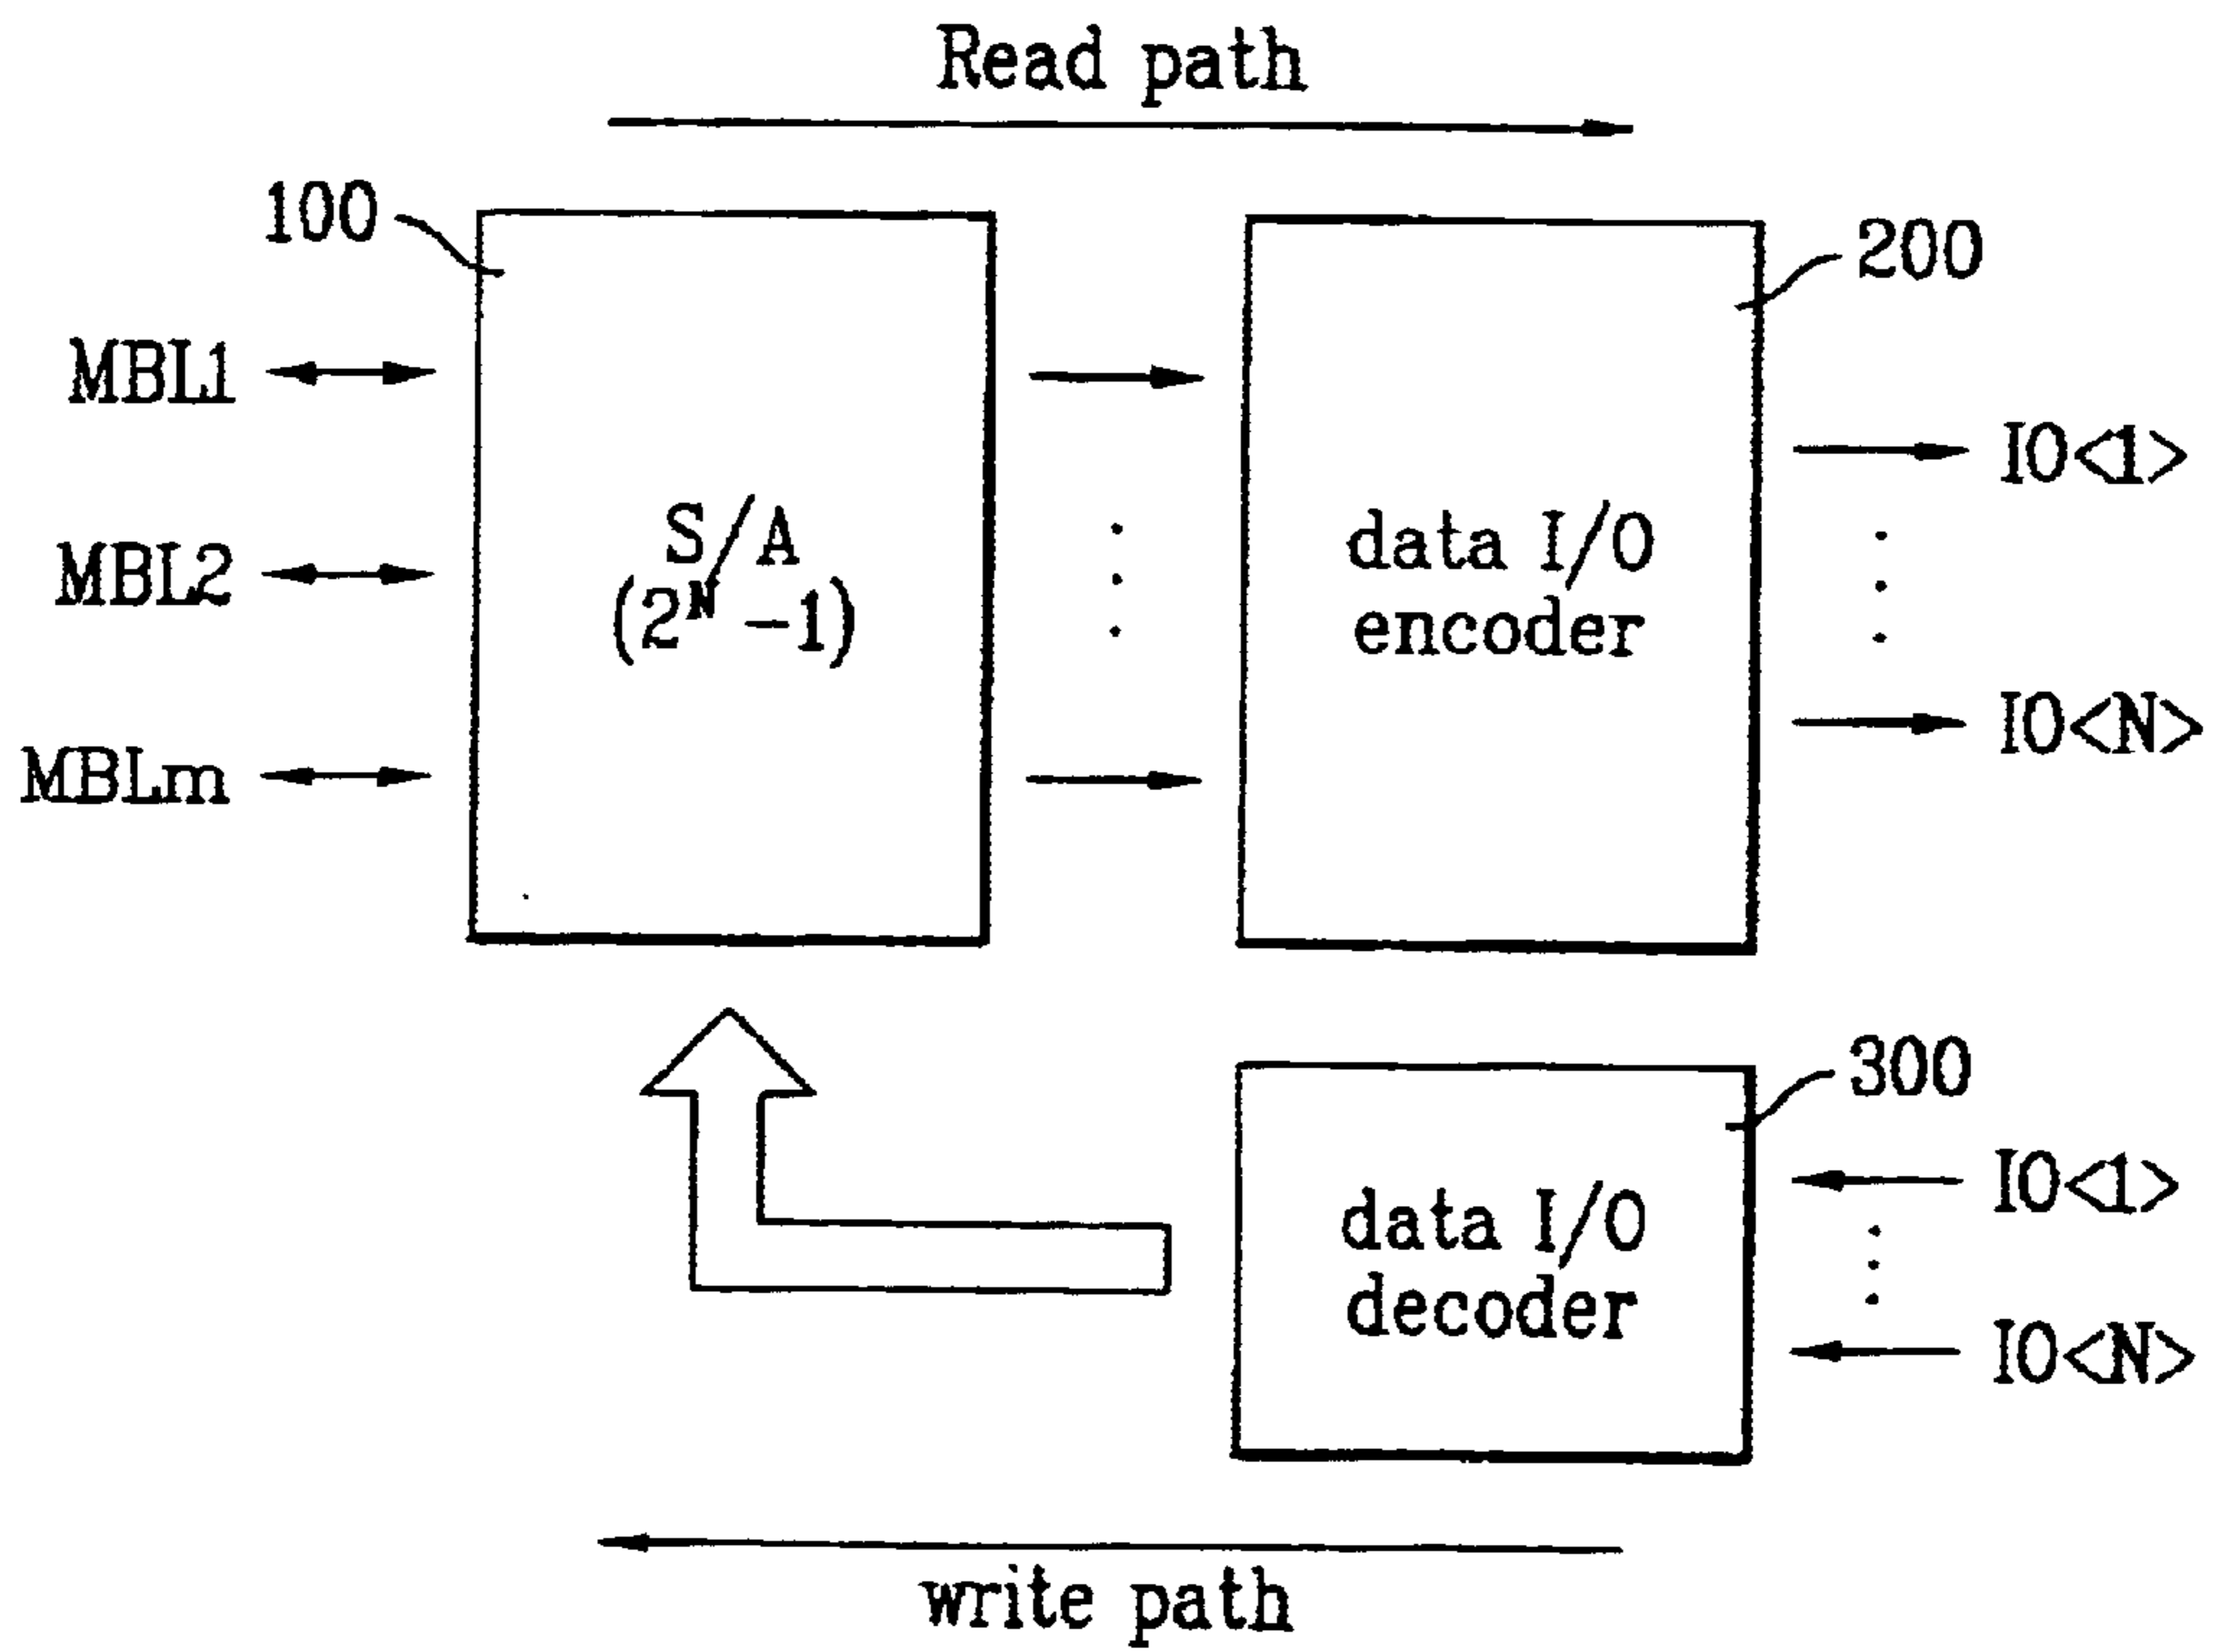 Read path
100
200
MBL1
MBL2
MBLm
S/A
(2^N -1)
data I/O
encoder
IO<1>
IO<N>
300
data I/O
decoder
IO<1>
IO<N>
write path